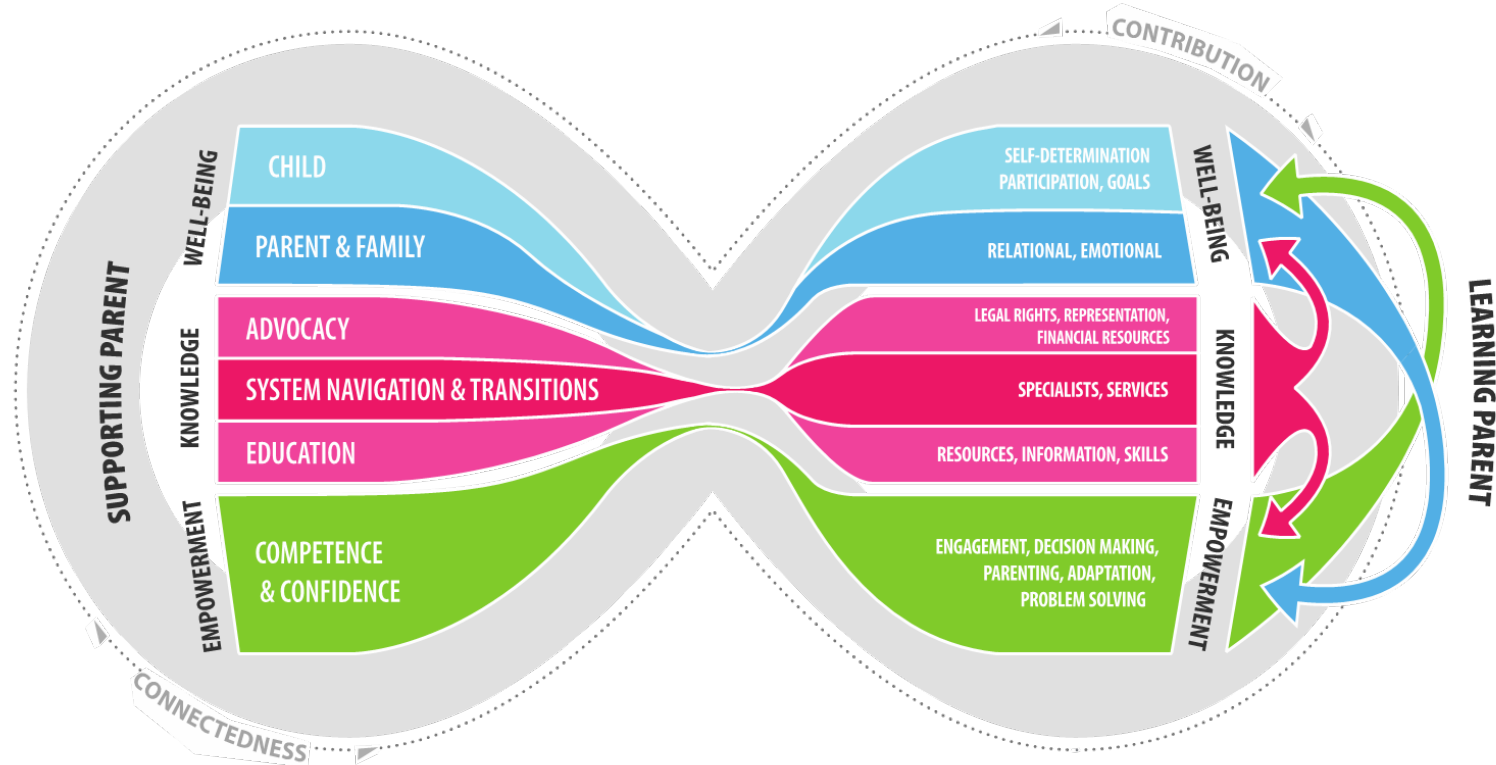 SUPPORTING PARENT
WELL-BEING
CHILD
PARENT & FAMILY
KNOWLEDGE
ADVOCACY
SYSTEM NAVIGATION & TRANSITIONS
EDUCATION
EMPOWERMENT
COMPETENCE
& CONFIDENCE
CONNECTEDNESS
CONTRIBUTION
SELF-DETERMINATION
PARTICIPATION, GOALS
RELATIONAL, EMOTIONAL
WELL-BEING
LEGAL RIGHTS, REPRESENTATION,
FINANCIAL RESOURCES
SPECIALISTS, SERVICES
RESOURCES, INFORMATION, SKILLS
KNOWLEDGE
ENGAGEMENT, DECISION MAKING,
PARENTING, ADAPTATION,
PROBLEM SOLVING
EMPOWERMENT
LEARNING PARENT